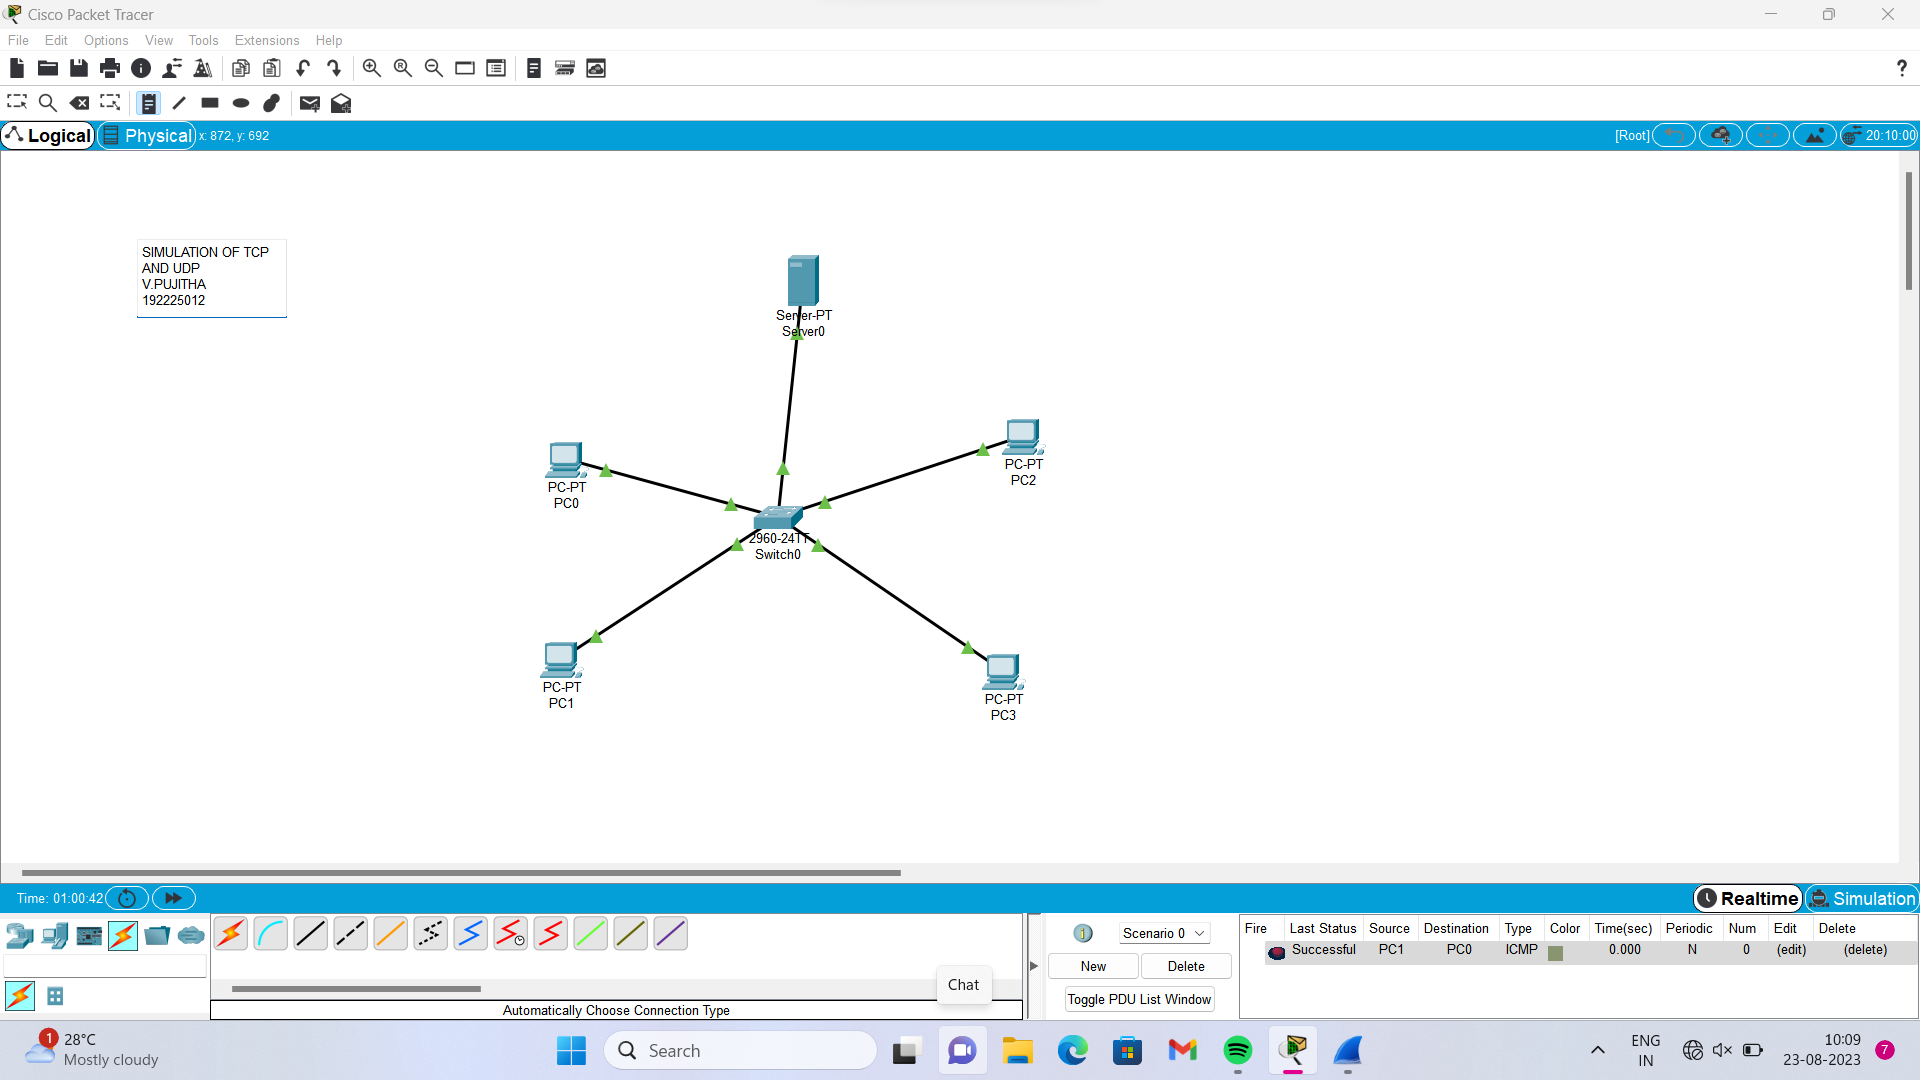 Cisco Packet Tracer
File Edit Options View Tools Extensions Help
?
Logical Physical x: 872, y: 692 [Root] 20:10:00
SIMULATION OF TCP
AND UDP
V.PUJITHA
192225012
Server-PT
Server0
PC-PT
PC2
PC-PT
PC0
2960-24TT
Switch0
PC-PT
PC1
PC-PT
PC3
Time: 01:00:42 Realtime Simulation
Scenario 0
New Delete
Toggle PDU List Window
Fire Last Status Source Destination Type Color Time(sec) Periodic Num Edit Delete
Successful PC1 PC0 ICMP 0.000 N 0 (edit) (delete)
Chat
Automatically Choose Connection Type
1
28°C
Mostly cloudy
Search
ENG
IN
10:09
23-08-2023
7